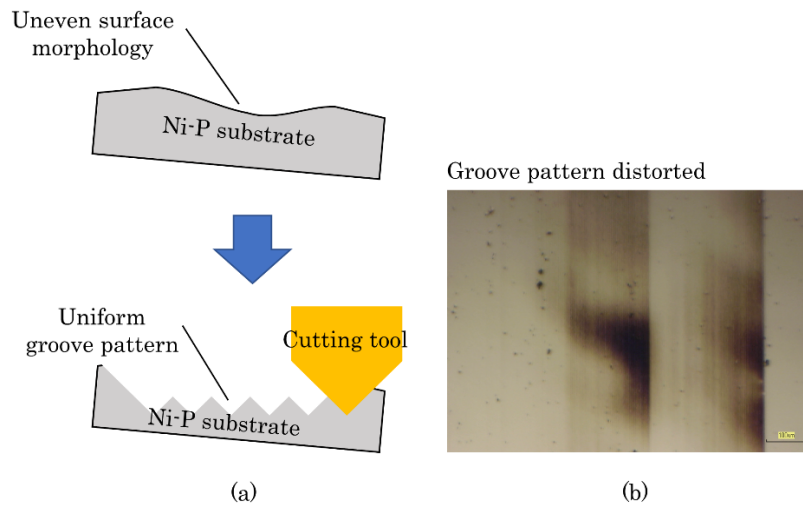 Uneven surface
morphology
Ni-P substrate
Uniform
groove pattern
Cutting tool
Ni-P substrate
(a)
Groove pattern distorted
(b)